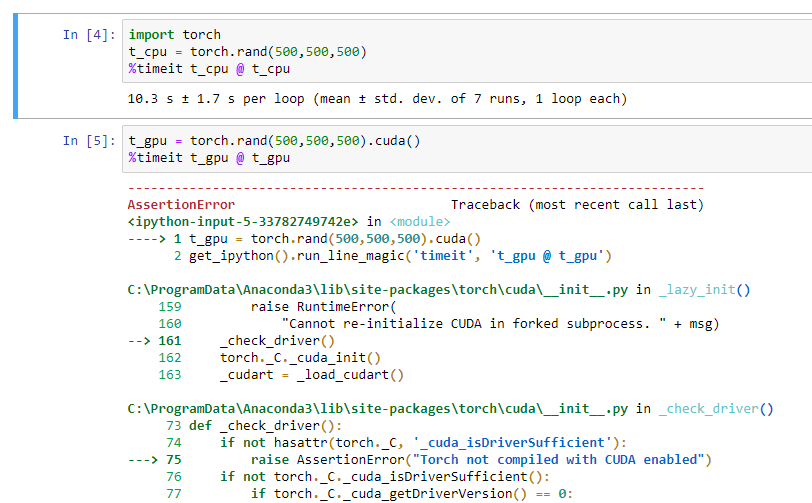 In [4]: import torch
t_cpu = torch.rand(500,500,500)
%timeit t_cpu @ t_cpu
10.3 s ± 1.7 s per loop (mean ± std. dev. of 7 runs, 1 loop each)
In [5]: t_gpu = torch.rand(500,500,500).cuda()
%timeit t_gpu @ t_gpu
---------------------------------------------------------------------------
AssertionError                            Traceback (most recent call last)
<ipython-input-5-33782749742e> in <module>
----> 1 t_gpu = torch.rand(500,500,500).cuda()
      2 get_ipython().run_line_magic('timeit', 't_gpu @ t_gpu')
C:\ProgramData\Anaconda3\lib\site-packages\torch\cuda\__init__.py in _lazy_init()
    159         raise RuntimeError(
    160             "Cannot re-initialize CUDA in forked subprocess. " + msg)
--> 161     _check_driver()
    162     torch._C._cuda_init()
    163     _cudart = _load_cudart()
C:\ProgramData\Anaconda3\lib\site-packages\torch\cuda\__init__.py in _check_driver()
     73 def _check_driver():
     74     if not hasattr(torch._C, '_cuda_isDriverSufficient'):
---> 75         raise AssertionError("Torch not compiled with CUDA enabled")
     76     if not torch._C._cuda_isDriverSufficient():
     77         if torch._C._cuda_getDriverVersion() == 0: